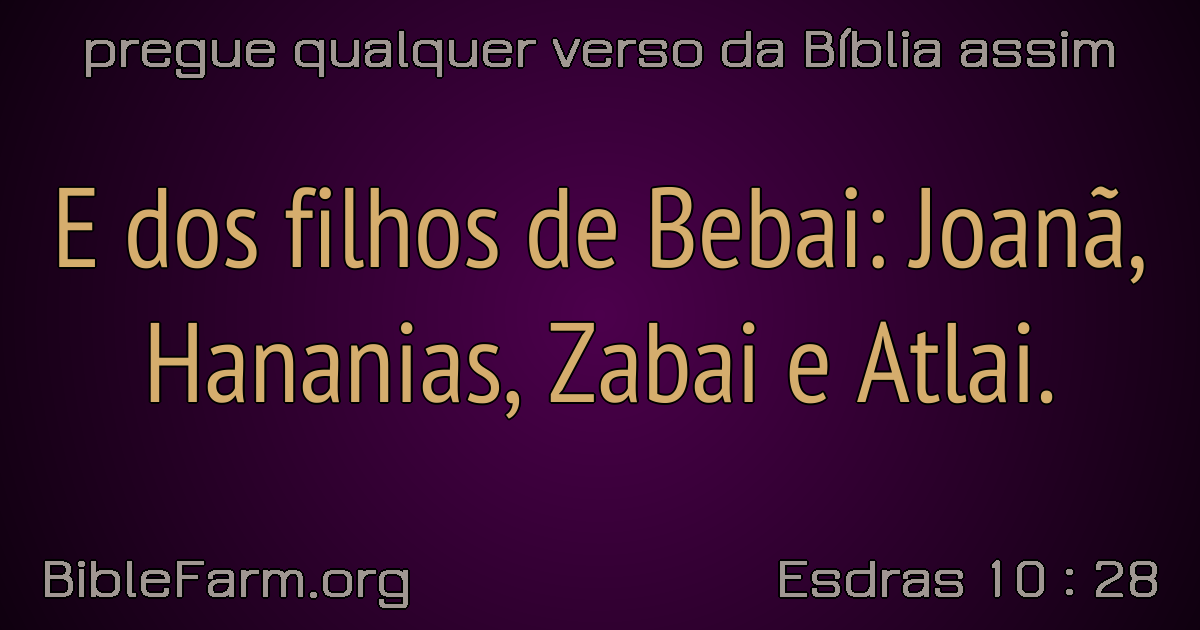 pregue qualquer verso da Bíblia assim
E dos filhos de Bebai: Joanã,
Hananias, Zabai e Atlai.
BibleFarm.org
Esdras 10 : 28